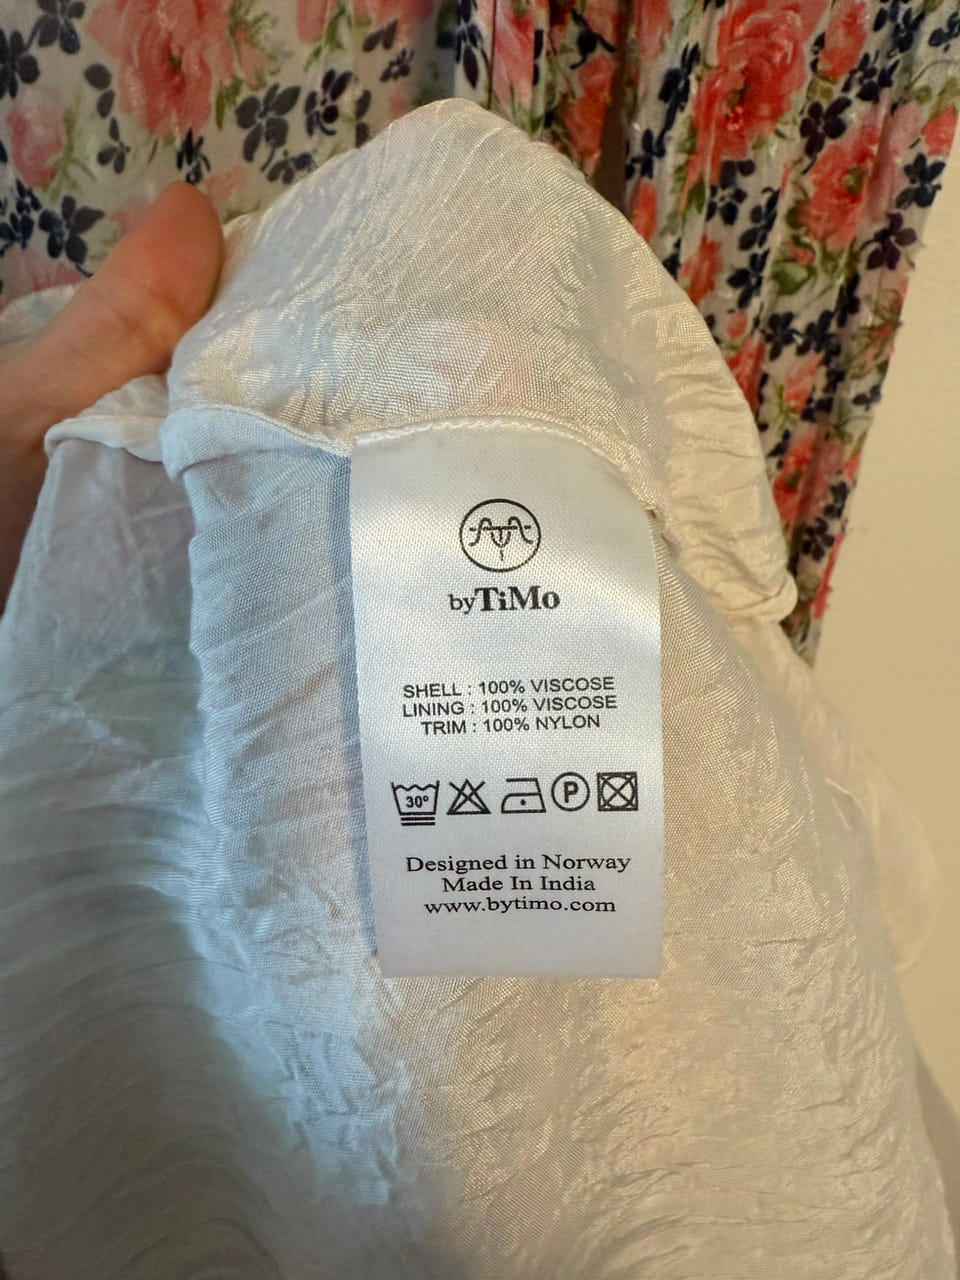 byTiMo
SHELL : 100% VISCOSE
LINING : 100% VISCOSE
TRIM : 100% NYLON
30° P
Designed in Norway
Made In India
www.bytimo.com